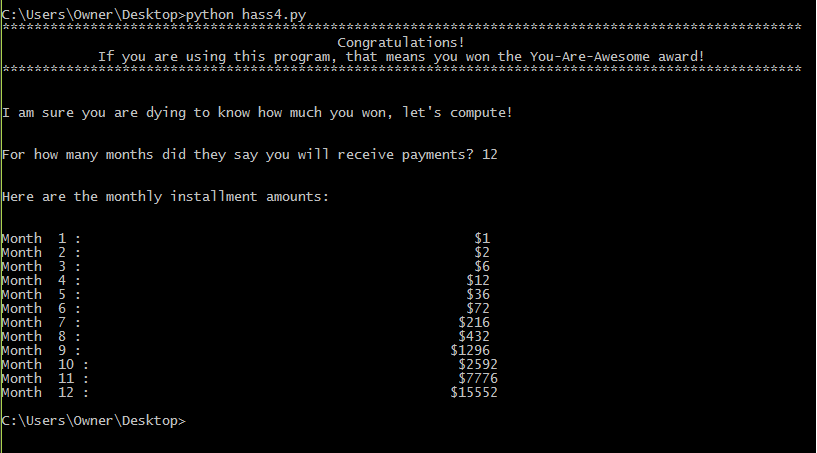 C:\Users\Owner\Desktop>python hass4.py
****************************************************************************************************
Congratulations!
If you are using this program, that means you won the You-Are-Awesome award!
****************************************************************************************************
I am sure you are dying to know how much you won, let's compute!
For how many months did they say you will receive payments? 12
Here are the monthly installment amounts:
Month  1 :                                                 $1
Month  2 :                                                 $2
Month  3 :                                                 $6
Month  4 :                                                $12
Month  5 :                                                $36
Month  6 :                                                $72
Month  7 :                                               $216
Month  8 :                                               $432
Month  9 :                                              $1296
Month  10 :                                              $2592
Month  11 :                                              $7776
Month  12 :                                             $15552
C:\Users\Owner\Desktop>